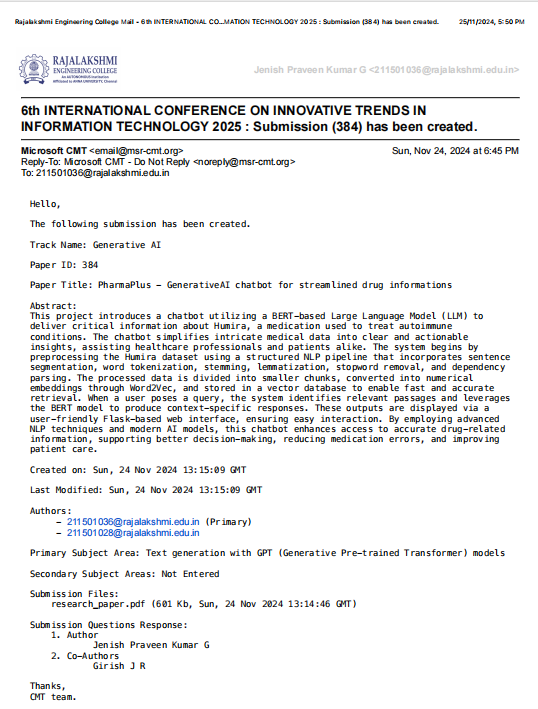 Rajalakshmi Engineering College Mail - 6th INTERNATIONAL CO...MATION TECHNOLOGY 2025 : Submission (384) has been created.
25/11/2024, 5:50 PM
RAJALAKSHMI
ENGINEERING COLLEGE
An AUTONOMOUS Institution
Affiliated to ANNA UNIVERSITY, Chennai
Jenish Praveen Kumar G <211501036@rajalakshmi.edu.in>
6th INTERNATIONAL CONFERENCE ON INNOVATIVE TRENDS IN
INFORMATION TECHNOLOGY 2025 : Submission (384) has been created.
Microsoft CMT <email@msr-cmt.org>
Sun, Nov 24, 2024 at 6:45 PM
Reply-To: Microsoft CMT - Do Not Reply <noreply@msr-cmt.org>
To: 211501036@rajalakshmi.edu.in
Hello,
The following submission has been created.
Track Name: Generative AI
Paper ID: 384
Paper Title: PharmaPlus - GenerativeAI chatbot for streamlined drug informations
Abstract:
This project introduces a chatbot utilizing a BERT-based Large Language Model (LLM) to
deliver critical information about Humira, a medication used to treat autoimmune
conditions. The chatbot simplifies intricate medical data into clear and actionable
insights, assisting healthcare professionals and patients alike. The system begins by
preprocessing the Humira dataset using a structured NLP pipeline that incorporates sentence
segmentation, word tokenization, stemming, lemmatization, stopword removal, and dependency
parsing. The processed data is divided into smaller chunks, converted into numerical
embeddings through Word2Vec, and stored in a vector database to enable fast and accurate
retrieval. When a user poses a query, the system identifies relevant passages and leverages
the BERT model to produce context-specific responses. These outputs are displayed via a
user-friendly Flask-based web interface, ensuring easy interaction. By employing advanced
NLP techniques and modern AI models, this chatbot enhances access to accurate drug-related
information, supporting better decision-making, reducing medication errors, and improving
patient care.
Created on: Sun, 24 Nov 2024 13:15:09 GMT
Last Modified: Sun, 24 Nov 2024 13:15:09 GMT
Authors:
- 211501036@rajalakshmi.edu.in (Primary)
- 211501028@rajalakshmi.edu.in
Primary Subject Area: Text generation with GPT (Generative Pre-trained Transformer) models
Secondary Subject Areas: Not Entered
Submission Files:
research_paper.pdf (601 Kb, Sun, 24 Nov 2024 13:14:46 GMT)
Submission Questions Response:
1. Author
Jenish Praveen Kumar G
2. Co-Authors
Girish J R
Thanks,
CMT team.